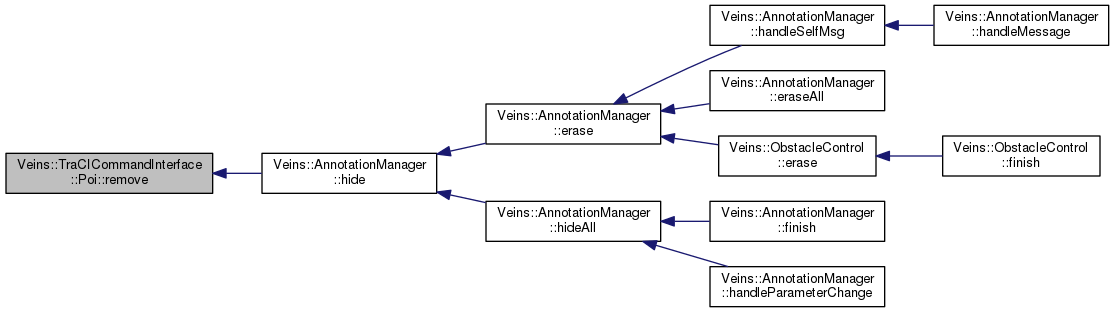 Veins::TraCICommandInterface
::Poi::remove
Veins::AnnotationManager
::hide
Veins::AnnotationManager
::erase
Veins::AnnotationManager
::handleSelfMsg
Veins::AnnotationManager
::handleMessage
Veins::AnnotationManager
::eraseAll
Veins::ObstacleControl
::erase
Veins::ObstacleControl
::finish
Veins::AnnotationManager
::hideAll
Veins::AnnotationManager
::finish
Veins::AnnotationManager
::handleParameterChange